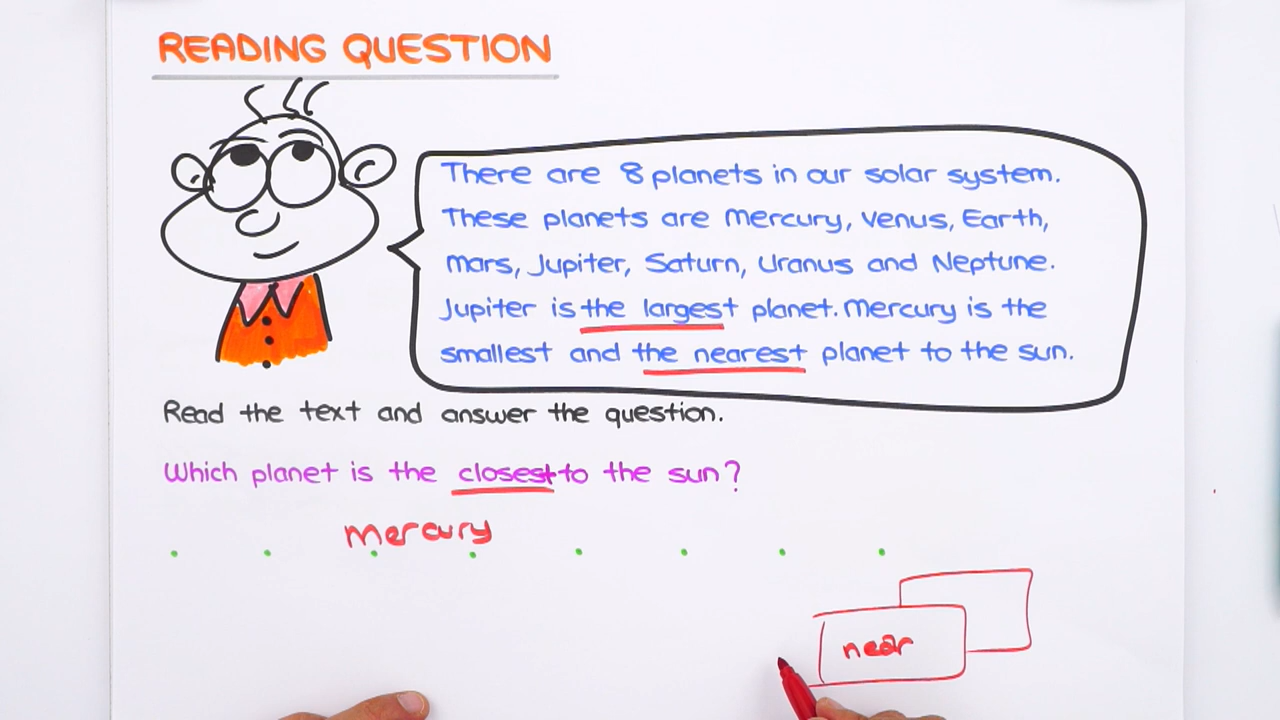 READING QUESTION
There are 8 planets in our solar system.
These planets are Mercury, Venus, Earth,
Mars, Jupiter, Saturn, Uranus and Neptune.
Jupiter is the largest planet. Mercury is the
smallest and the nearest planet to the sun.
Read the text and answer the question.
Which planet is the closest to the sun?
Mercury
near